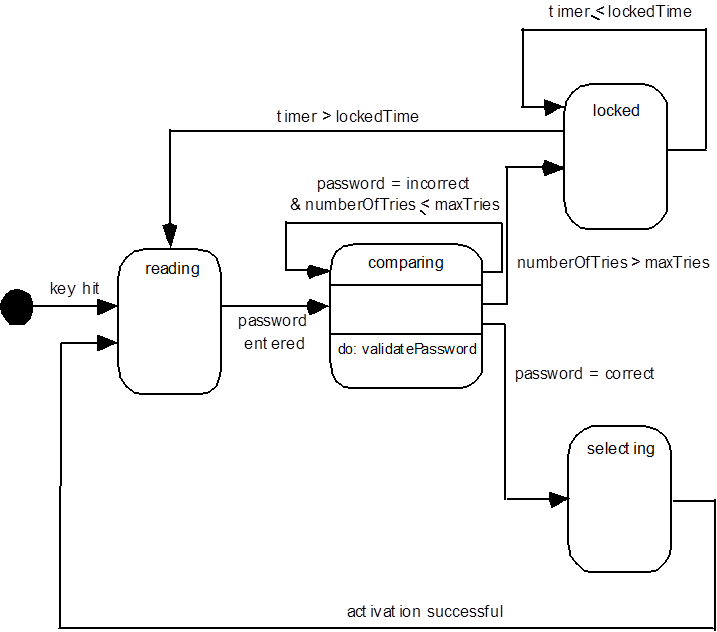 timer < lockedTime
locked
timer > lockedTime
password = incorrect
& numberOfTries < maxTries
reading
comparing
numberOfTries > maxTries
key hit
password
entered
do: validatePassword
password = correct
selecting
activation successful